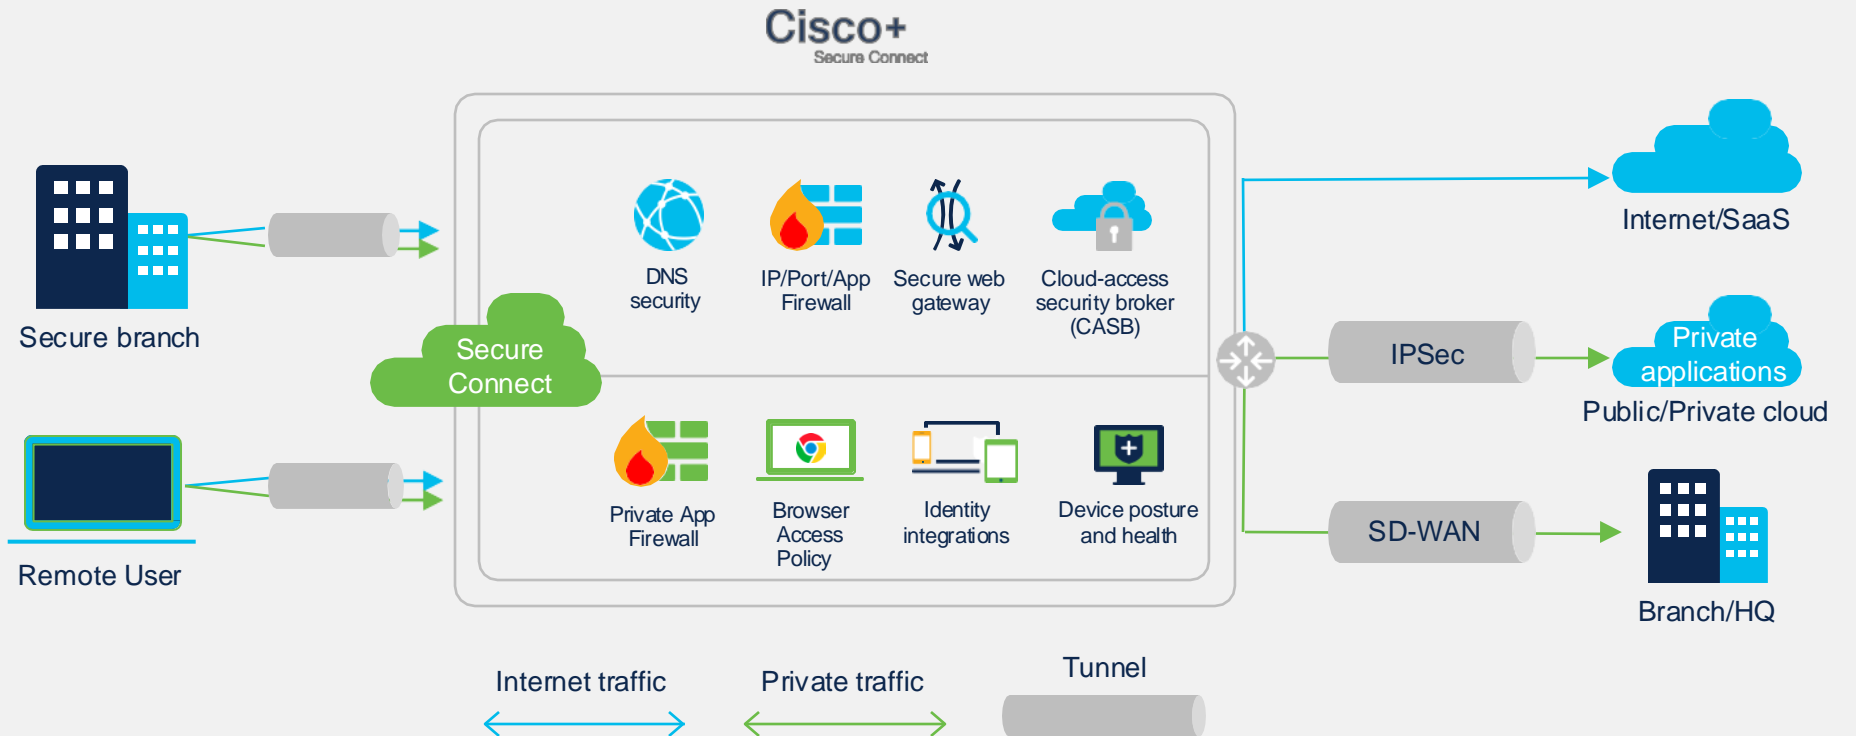 Cisco+
Secure Connect
Secure branch
Remote User
Secure
Connect
DNS
security
IP/Port/App
Firewall
Secure web
gateway
Cloud-access
security broker
(CASB)
Private App
Firewall
Browser
Access
Policy
Identity
integrations
Device posture
and health
Internet/SaaS
IPSec
Private
applications
Public/Private cloud
SD-WAN
Branch/HQ
Internet traffic
Private traffic
Tunnel